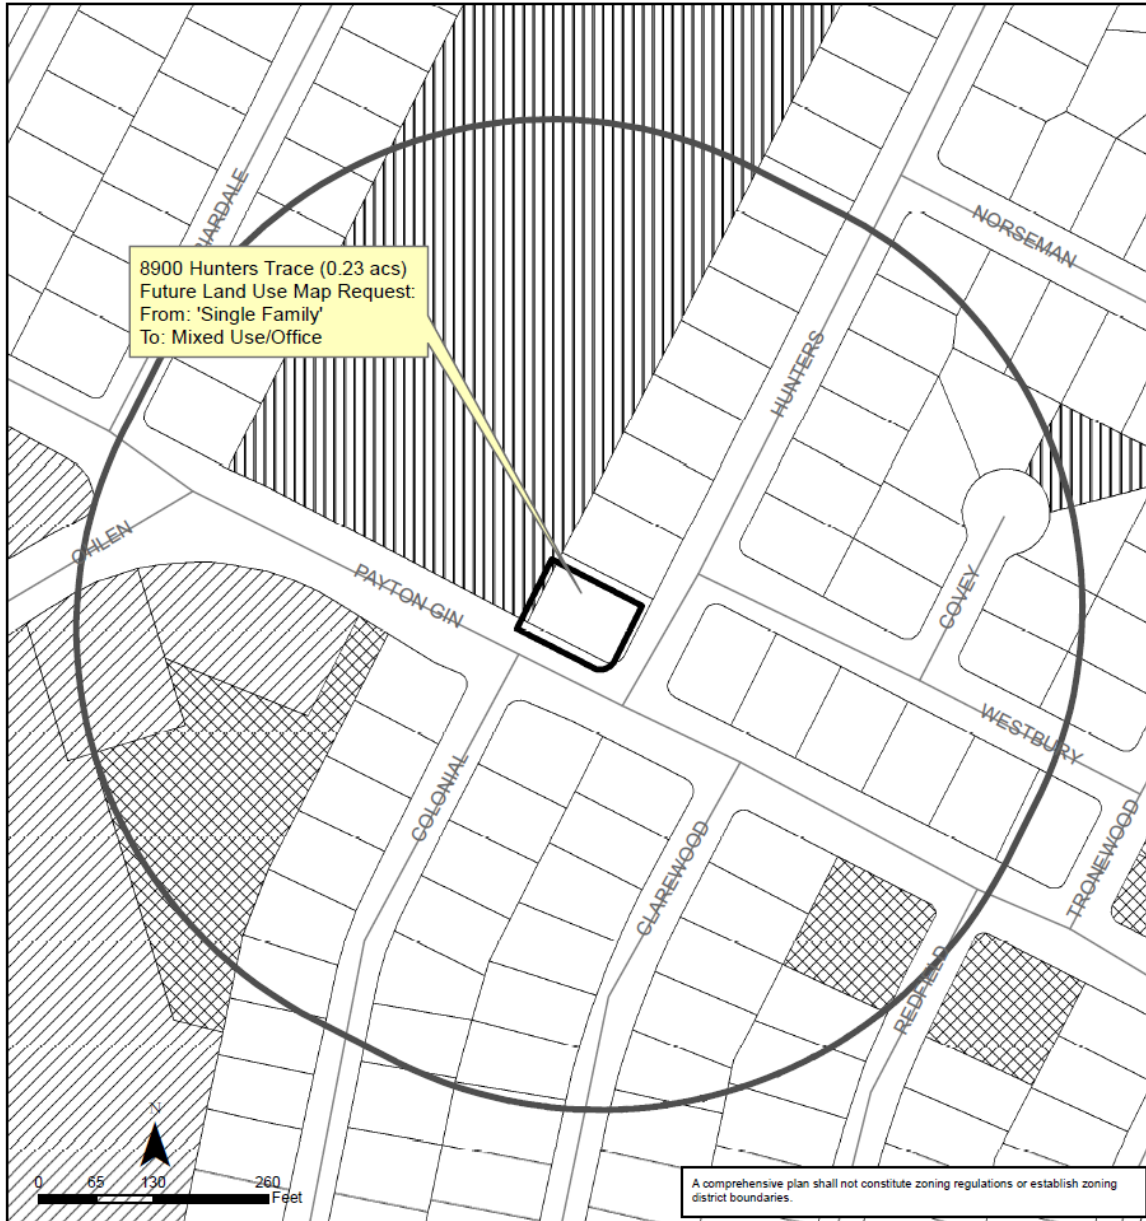 NORSEMAN
8900 Hunters Trace (0.23 acs)
Future Land Use Map Request:
From: 'Single Family'
To: Mixed Use/Office
HUNTERS
OHLEN
PAYTON GIN
COVEY
WESTBURY
COLONIAL
CLAREWOOD
TRONEWOOD
REDFIELD
N
0 65 130 260
Feet
A comprehensive plan shall not constitute zoning regulations or establish zoning
district boundaries.